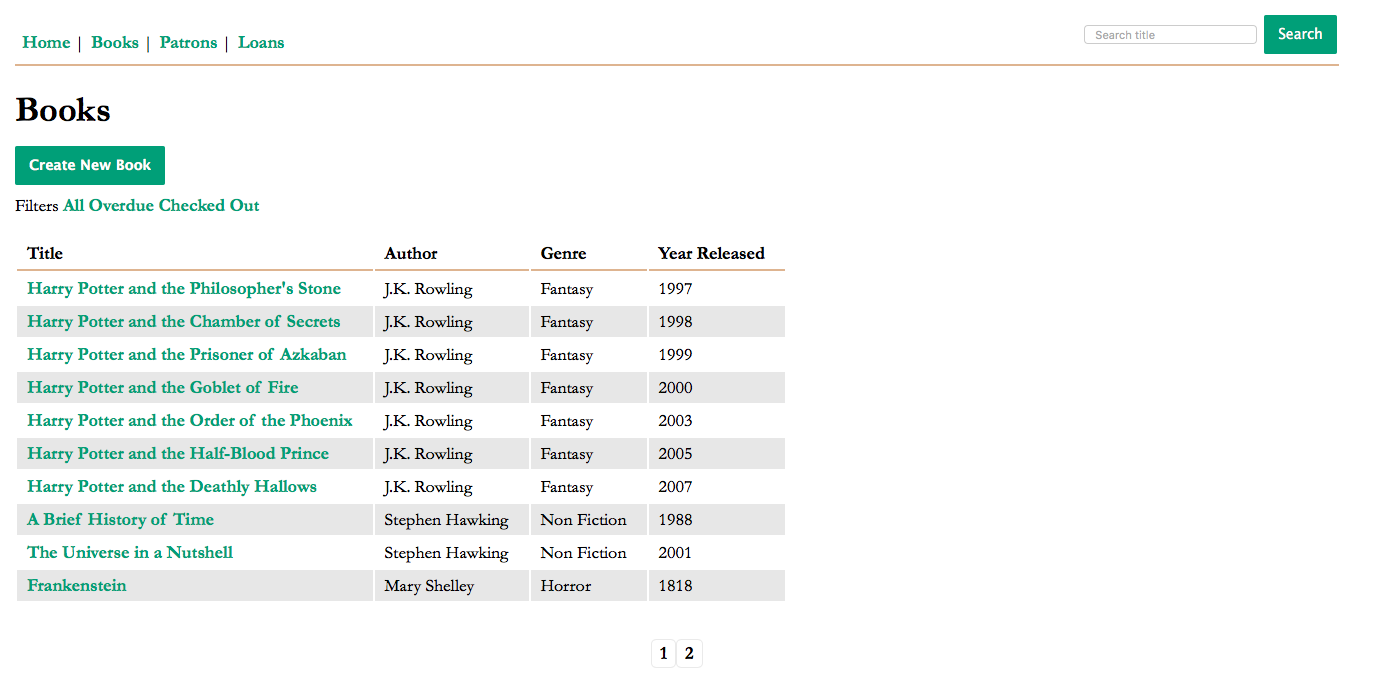 Home | Books | Patrons | Loans
Search title
Search
Books
Create New Book
Filters All Overdue Checked Out
Title Author Genre Year Released
Harry Potter and the Philosopher's Stone J.K. Rowling Fantasy 1997
Harry Potter and the Chamber of Secrets J.K. Rowling Fantasy 1998
Harry Potter and the Prisoner of Azkaban J.K. Rowling Fantasy 1999
Harry Potter and the Goblet of Fire J.K. Rowling Fantasy 2000
Harry Potter and the Order of the Phoenix J.K. Rowling Fantasy 2003
Harry Potter and the Half-Blood Prince J.K. Rowling Fantasy 2005
Harry Potter and the Deathly Hallows J.K. Rowling Fantasy 2007
A Brief History of Time Stephen Hawking Non Fiction 1988
The Universe in a Nutshell Stephen Hawking Non Fiction 2001
Frankenstein Mary Shelley Horror 1818
1 2